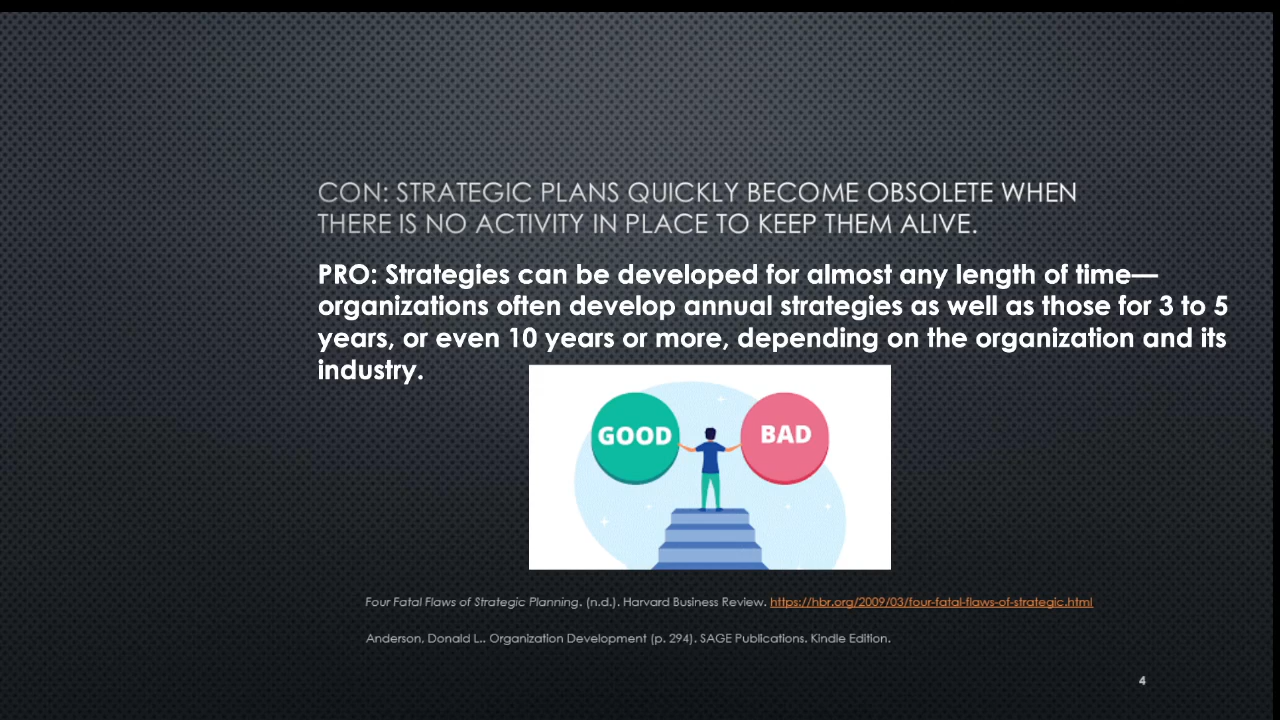 CON: STRATEGIC PLANS QUICKLY BECOME OBSOLETE WHEN
THERE IS NO ACTIVITY IN PLACE TO KEEP THEM ALIVE.
PRO: Strategies can be developed for almost any length of time—
organizations often develop annual strategies as well as those for 3 to 5
years, or even 10 years or more, depending on the organization and its
industry.
GOOD
BAD
Four Fatal Flaws of Strategic Planning. (n.d.). Harvard Business Review. https://hbr.org/2009/03/four-fatal-flaws-of-strategic.html
Anderson, Donald L.. Organization Development (p. 294). SAGE Publications. Kindle Edition.
4